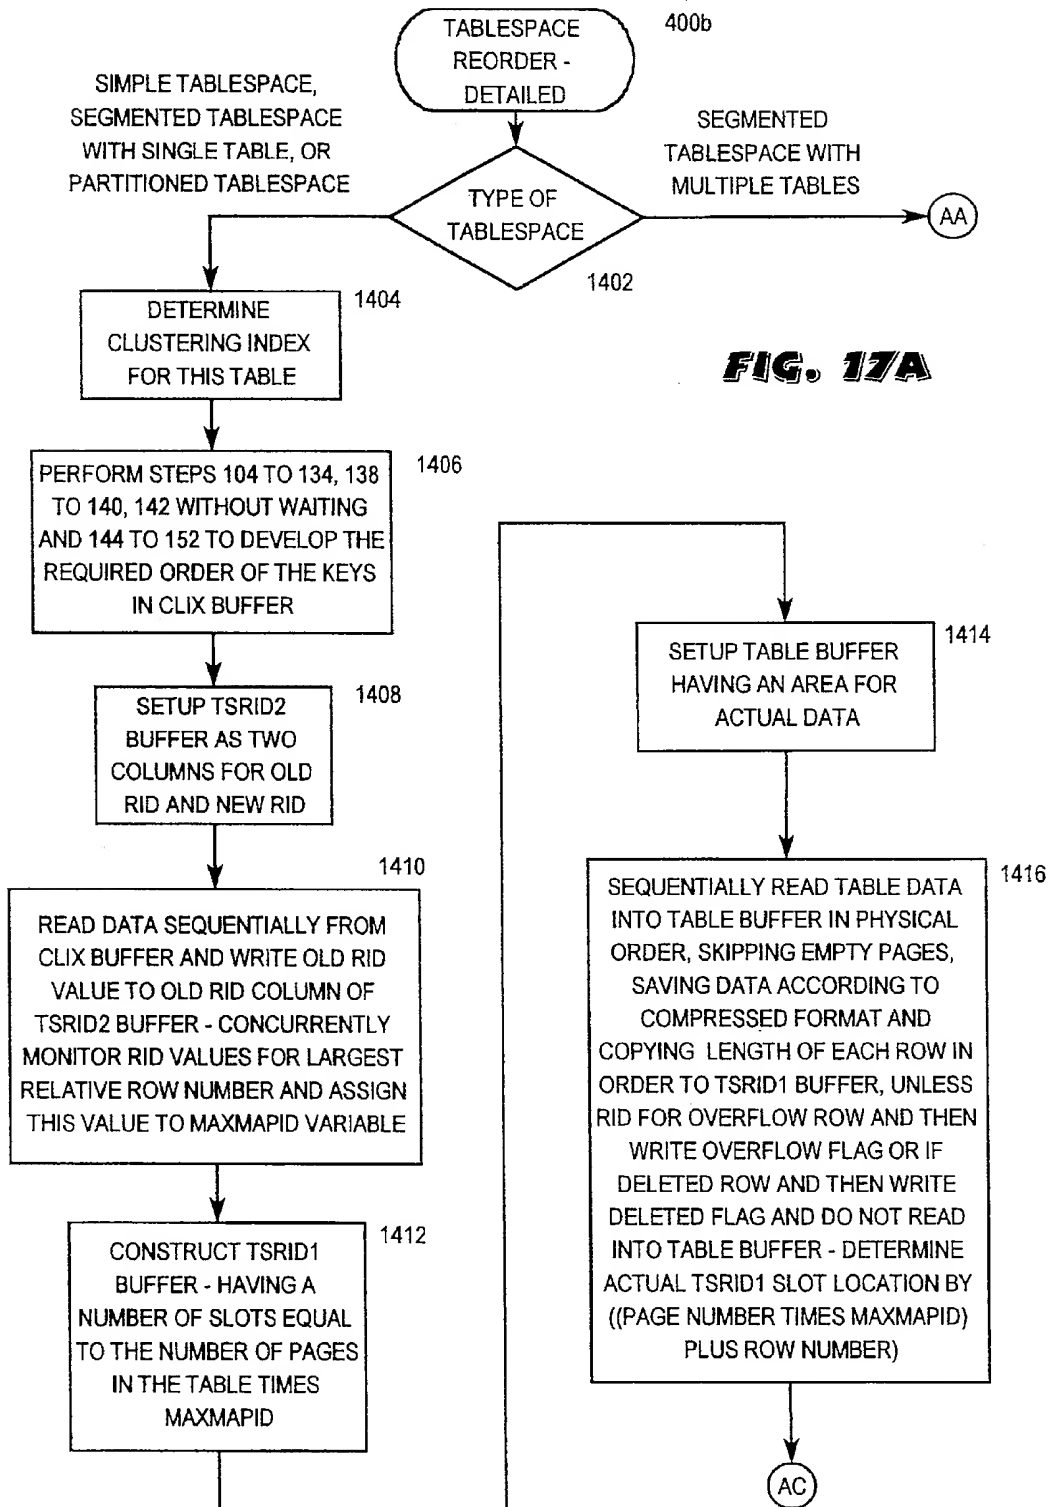 400b
TABLESPACE
REORDER -
DETAILED
SIMPLE TABLESPACE,
SEGMENTED TABLESPACE
WITH SINGLE TABLE, OR
PARTITIONED TABLESPACE
SEGMENTED
TABLESPACE WITH
MULTIPLE TABLES
TYPE OF
TABLESPACE
AA
1402
1404
DETERMINE
CLUSTERING INDEX
FOR THIS TABLE
FIG. 17A
1406
PERFORM STEPS 104 TO 134, 138
TO 140, 142 WITHOUT WAITING
AND 144 TO 152 TO DEVELOP THE
REQUIRED ORDER OF THE KEYS
IN CLIX BUFFER
1408
SETUP TSRID2
BUFFER AS TWO
COLUMNS FOR OLD
RID AND NEW RID
1410
READ DATA SEQUENTIALLY FROM
CLIX BUFFER AND WRITE OLD RID
VALUE TO OLD RID COLUMN OF
TSRID2 BUFFER - CONCURRENTLY
MONITOR RID VALUES FOR LARGEST
RELATIVE ROW NUMBER AND ASSIGN
THIS VALUE TO MAXMAPID VARIABLE
1412
CONSTRUCT TSRID1
BUFFER - HAVING A
NUMBER OF SLOTS EQUAL
TO THE NUMBER OF PAGES
IN THE TABLE TIMES
MAXMAPID
1414
SETUP TABLE BUFFER
HAVING AN AREA FOR
ACTUAL DATA
1416
SEQUENTIALLY READ TABLE DATA
INTO TABLE BUFFER IN PHYSICAL
ORDER, SKIPPING EMPTY PAGES,
SAVING DATA ACCORDING TO
COMPRESSED FORMAT AND
COPYING LENGTH OF EACH ROW IN
ORDER TO TSRID1 BUFFER, UNLESS
RID FOR OVERFLOW ROW AND THEN
WRITE OVERFLOW FLAG OR IF
DELETED ROW AND THEN WRITE
DELETED FLAG AND DO NOT READ
INTO TABLE BUFFER - DETERMINE
ACTUAL TSRID1 SLOT LOCATION BY
((PAGE NUMBER TIMES MAXMAPID)
PLUS ROW NUMBER)
AC